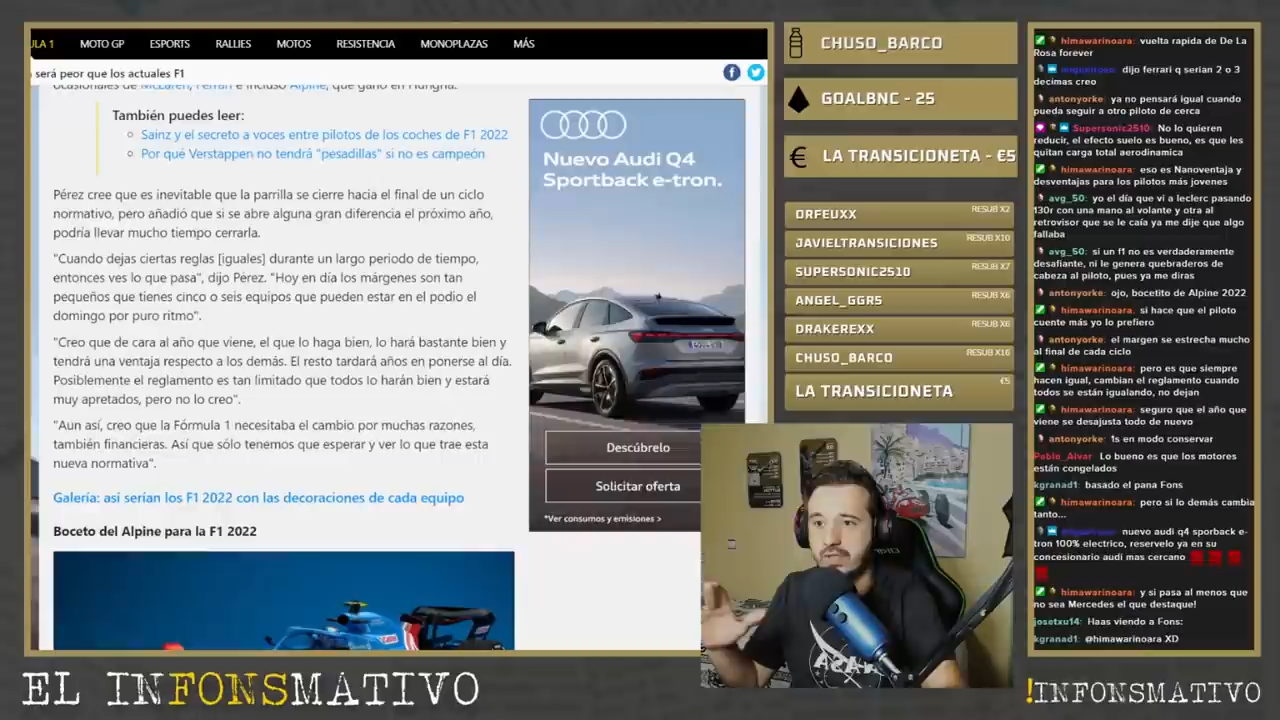 ULA 1 MOTO GP ESPORTS RALLIES MOTOS RESISTENCIA MONOPLAZAS MÁS
será peor que los actuales F1
ocasionales de McLaren, Ferrari e incluso Alpine, que ganó en Hungría.
También puedes leer:
Sainz y el secreto a voces entre pilotos de los coches de F1 2022
Por qué Verstappen no tendrá "pesadillas" si no es campeón
Pérez cree que es inevitable que la parrilla se cierre hacia el final de un ciclo
normativo, pero añadió que si se abre alguna gran diferencia el próximo año,
podría llevar mucho tiempo cerrarla.
"Cuando dejas ciertas reglas [iguales] durante un largo periodo de tiempo,
entonces ves lo que pasa", dijo Pérez. "Hoy en día los márgenes son tan
pequeños que tienes cinco o seis equipos que pueden estar en el podio el
domingo por puro ritmo".
"Creo que de cara al año que viene, el que lo haga bien, lo hará bastante bien y
tendrá una ventaja respecto a los demás. El resto tardará años en ponerse al día.
Posiblemente el reglamento es tan limitado que todos lo harán bien y estará
muy apretados, pero no lo creo".
"Aun así, creo que la Fórmula 1 necesitaba el cambio por muchas razones,
también financieras. Así que sólo tenemos que esperar y ver lo que trae esta
nueva normativa".
Galería: así serían los F1 2022 con las decoraciones de cada equipo
Boceto del Alpine para la F1 2022
Nuevo Audi Q4
Sportback e-tron.
Descúbrelo
Solicitar oferta
*Ver consumos y emisiones >
CHUSO_BARCO
GOALBNC - 25
€ LA TRANSICIONETA - €5
ORFEUXX RESUB X2
JAVIELTRANSICIONES RESUB X10
SUPERSONIC2510 RESUB X7
ANGEL_GGR5 RESUB X6
DRAKEREXX RESUB X6
CHUSO_BARCO RESUB X16
LA TRANSICIONETA €5
himawarinoara: vuelta rapida de De La
Rosa forever
dijo ferrari q serian 2 o 3
decimas creo
antonyorke: ya no pensará igual cuando
pueda seguir a otro piloto de cerca
Supersonic2510: No lo quieren
reducir, el efecto suelo es bueno, es que les
quitan carga total aerodinamica
himawarinoara: eso es Nanoventaja y
desventajas para los pilotos más jovenes
avg_50: yo el día que vi a leclerc pasando
130r con una mano al volante y otra al
retrovisor que se le caía ya me dije que algo
fallaba
avg_50: si un f1 no es verdaderamente
desafiante, ni le genera quebraderos de
cabeza al piloto, pues ya me diras
antonyorke: ojo, bocetito de Alpine 2022
himawarinoara: si hace que el piloto
cuente más yo lo prefiero
antonyorke: el margen se estrecha mucho
al final de cada ciclo
himawarinoara: pero es que siempre
hacen igual, cambian el reglamento cuando
todos se están igualando, no dejan
himawarinoara: seguro que el año que
viene se desajusta todo de nuevo
antonyorke: 1s en modo conservar
Pablo_Alvar: Lo bueno es que los motores
están congelados
kgranad1: basado el pana Fons
himawarinoara: pero si lo demás cambia
tanto...
nuevo audi q4 sporback e-
tron 100% electrico, reservelo ya en su
concesionario audi mas cercano
himawarinoara: y si pasa al menos que
no sea Mercedes el que destaque!
josetxu14: Haas viendo a Fons:
kgranad1: @himawarinoara XD
EL INFONSMATIVO
!INFONSMATIVO